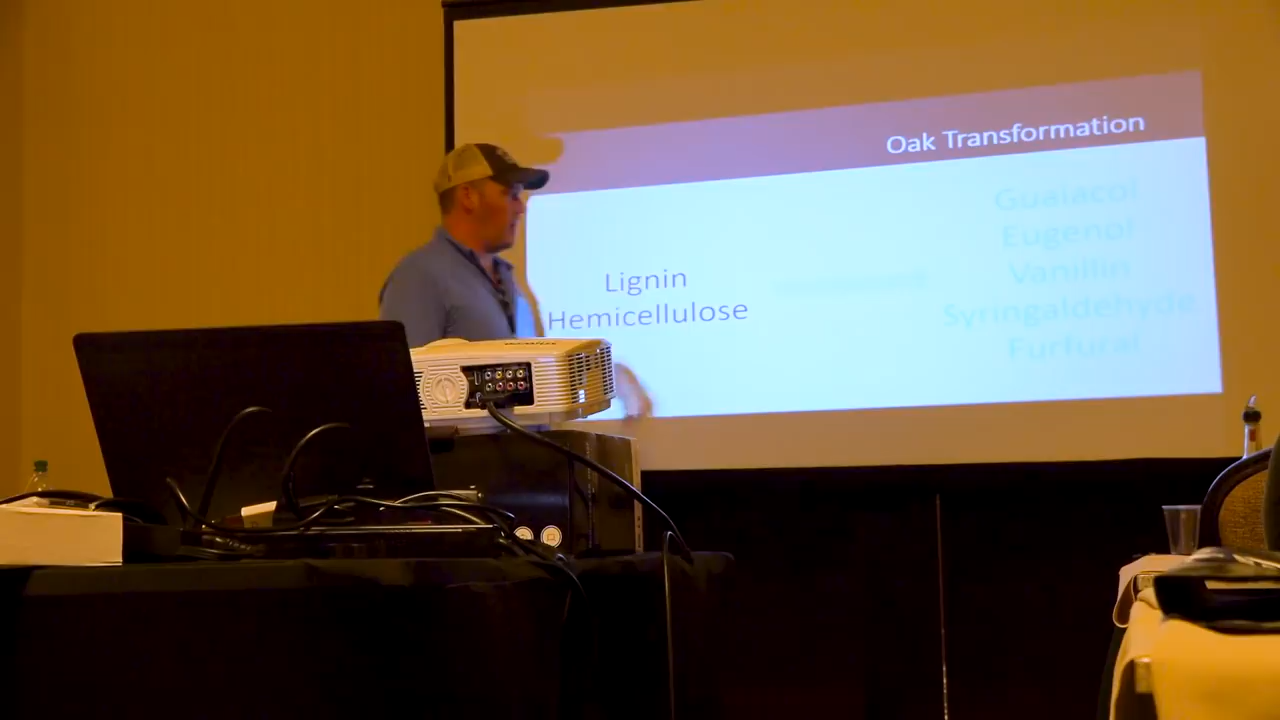 Oak Transformation
Lignin
Hemicellulose
Guaiacol
Eugenol
Vanillin
Syringaldehyde
Furfural